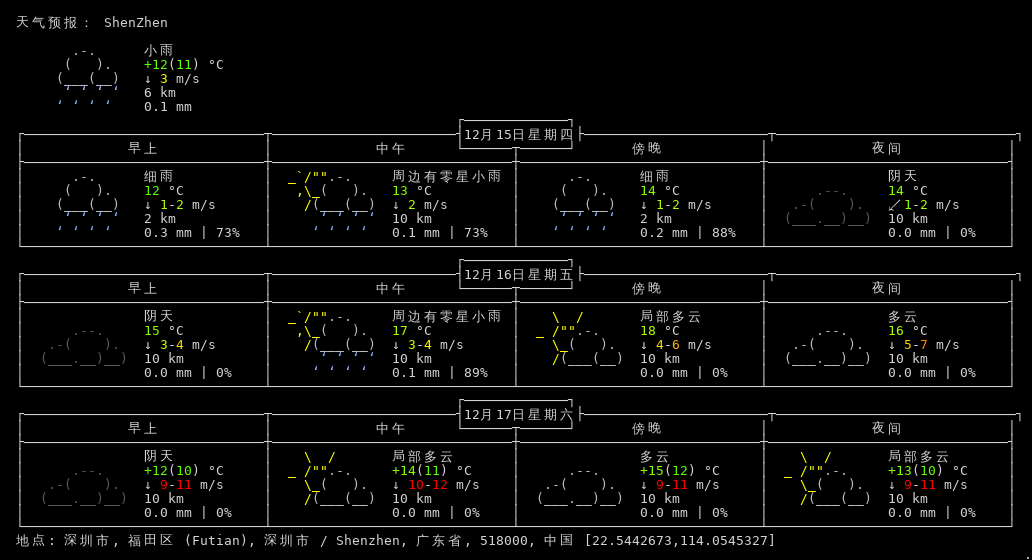 天气预报： ShenZhen
小雨
+12(11) °C
↓ 3 m/s
6 km
0.1 mm
12月15日星期四
早上 中午 傍晚 夜间
细雨 周边有零星小雨 细雨 阴天
12 °C 13 °C 14 °C 14 °C
↓ 1-2 m/s ↓ 2 m/s ↓ 1-2 m/s ↙ 1-2 m/s
2 km 10 km 2 km 10 km
0.3 mm | 73% 0.1 mm | 73% 0.2 mm | 88% 0.0 mm | 0%
12月16日星期五
早上 中午 傍晚 夜间
阴天 周边有零星小雨 局部多云 多云
15 °C 17 °C 18 °C 16 °C
↓ 3-4 m/s ↓ 3-4 m/s ↓ 4-6 m/s ↓ 5-7 m/s
10 km 10 km 10 km 10 km
0.0 mm | 0% 0.1 mm | 89% 0.0 mm | 0% 0.0 mm | 0%
12月17日星期六
早上 中午 傍晚 夜间
阴天 局部多云 多云 局部多云
+12(10) °C +14(11) °C +15(12) °C +13(10) °C
↓ 9-11 m/s ↓ 10-12 m/s ↓ 9-11 m/s ↓ 9-11 m/s
10 km 10 km 10 km 10 km
0.0 mm | 0% 0.0 mm | 0% 0.0 mm | 0% 0.0 mm | 0%
地点: 深圳市, 福田区 (Futian), 深圳市 / Shenzhen, 广东省, 518000, 中国 [22.5442673,114.0545327]